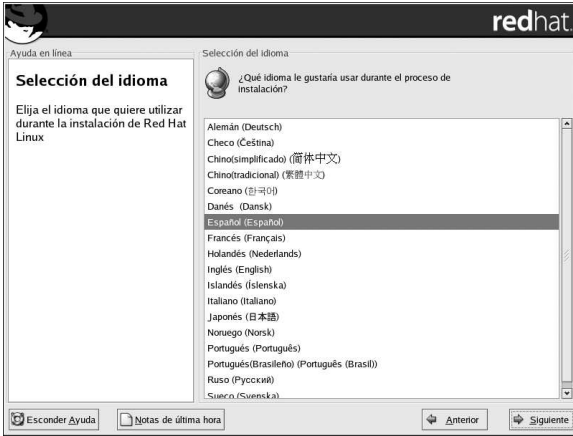 redhat.
Ayuda en línea
Selección del idioma
Elija el idioma que quiere utilizar
durante la instalación de Red Hat
Linux
Selección del idioma
¿Qué idioma le gustaría usar durante el proceso de
instalación?
Alemán (Deutsch)
Checo (Čeština)
Chino(simplificado) (简体中文)
Chino(tradicional) (繁體中文)
Coreano (한국어)
Danés (Dansk)
Español (Español)
Francés (Français)
Holandés (Nederlands)
Inglés (English)
Islandés (Íslenska)
Italiano (Italiano)
Japonés (日本語)
Noruego (Norsk)
Portugués (Português)
Portugués(Brasileño) (Português (Brasil))
Ruso (Русский)
Sueco (Svenska)
Esconder Ayuda
Notas de última hora
Anterior
Siguiente